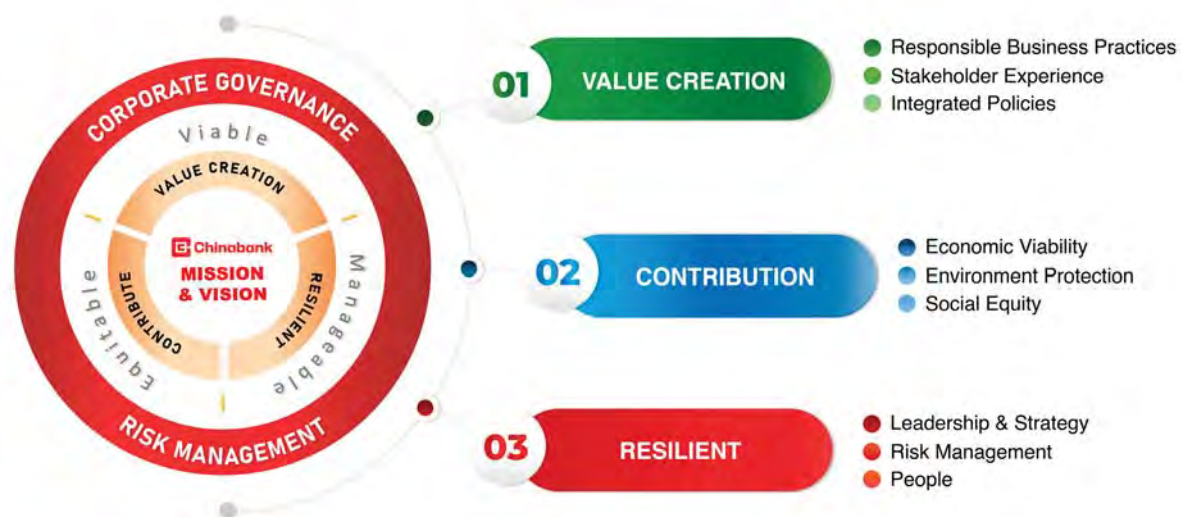 CORPORATE GOVERNANCE
Viable
VALUE CREATION
Chinabank
MISSION
& VISION
CONTRIBUTE
RESILIENT
Equitable
Manageable
RISK MANAGEMENT
01
VALUE CREATION
Responsible Business Practices
Stakeholder Experience
Integrated Policies
02
CONTRIBUTION
Economic Viability
Environment Protection
Social Equity
03
RESILIENT
Leadership & Strategy
Risk Management
People